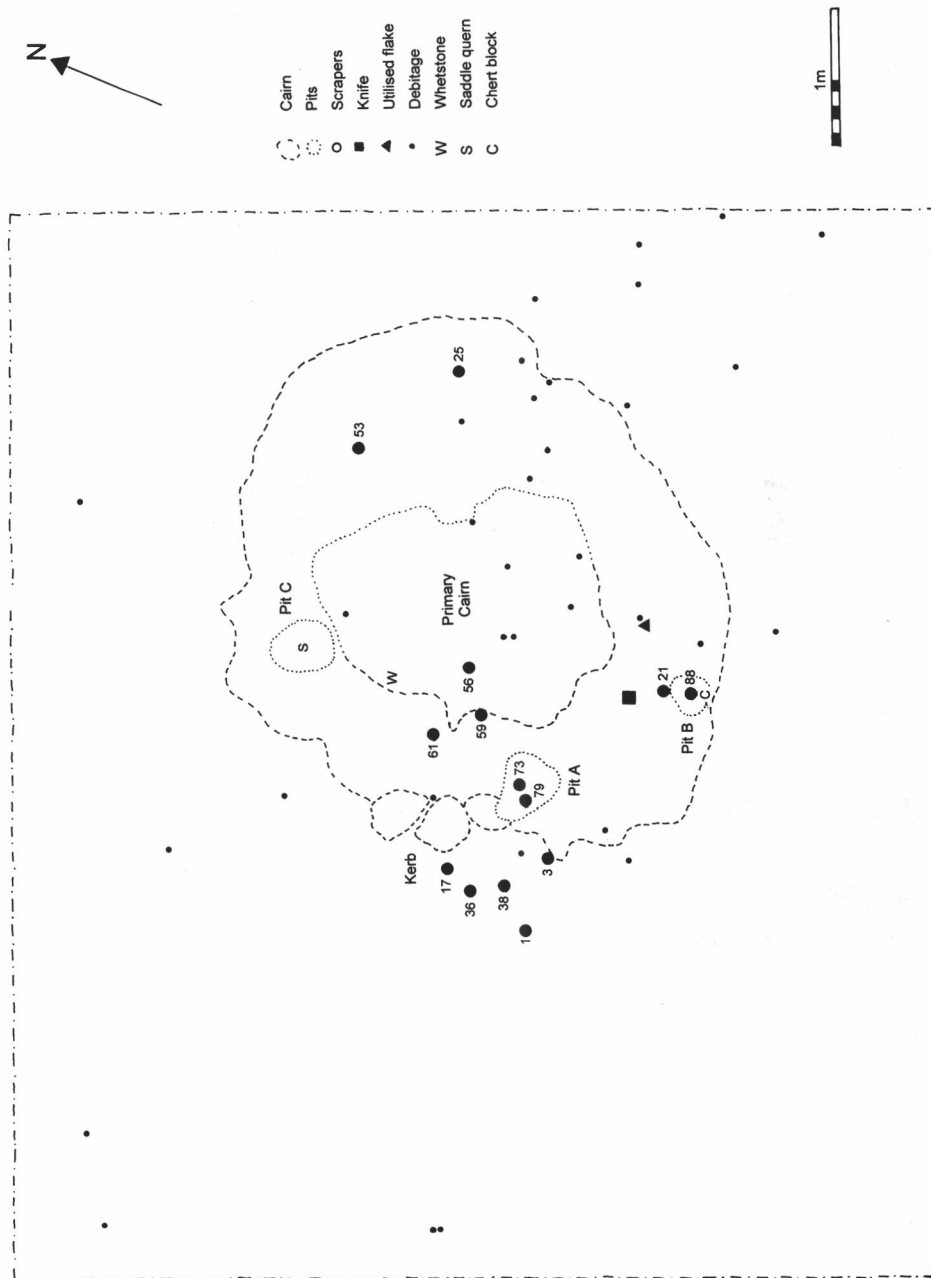 N
Cairn
Pits
Scrapers
Knife
Utilised flake
Debitage
W Whetstone
S Saddle quern
C Chert block
1m
25
53
Pit C
S
Primary
Cairn
W
56
59
61
73
79
Pit A
21
88
C
Pit B
Kerb
17
36
38
3
1